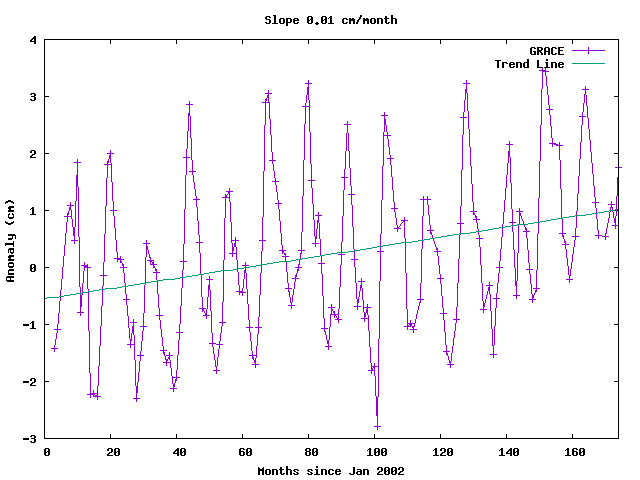 Slope 0.01 cm/month
GRACE
Trend Line
4
3
2
1
0
-1
-2
-3
Anomaly (cm)
0 20 40 60 80 100 120 140 160
Months since Jan 2002